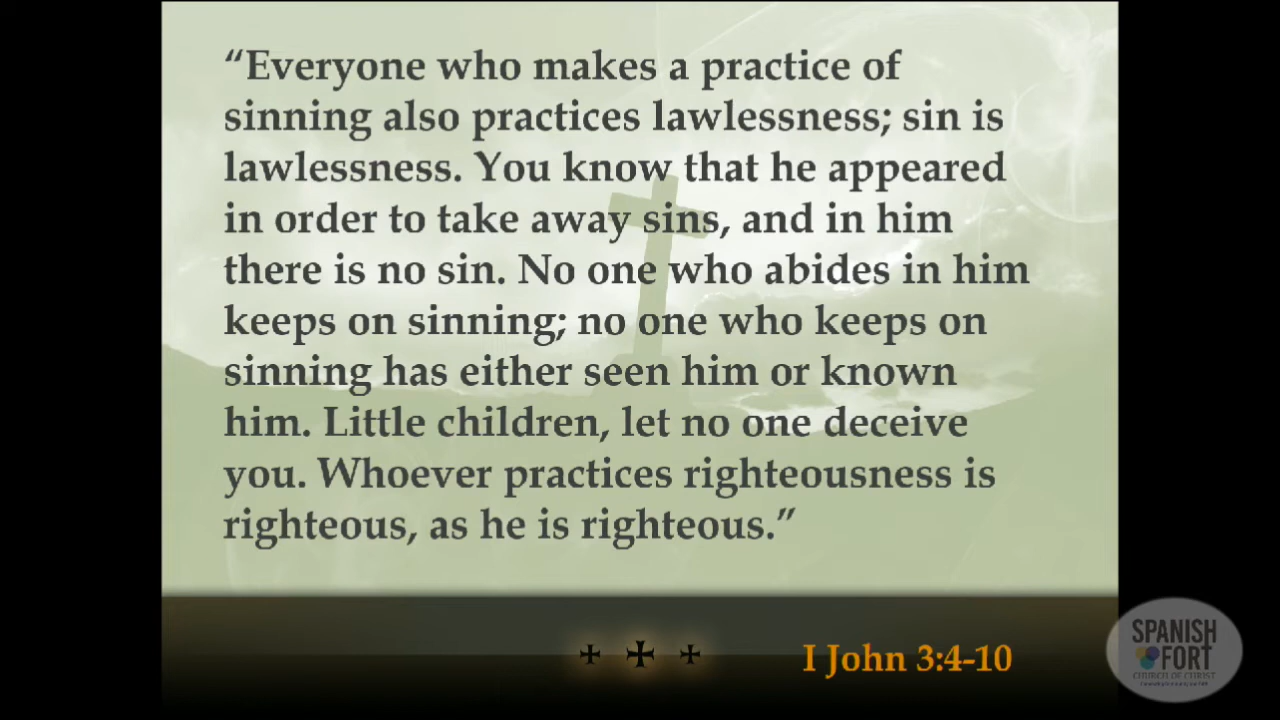 “Everyone who makes a practice of
sinning also practices lawlessness; sin is
lawlessness. You know that he appeared
in order to take away sins, and in him
there is no sin. No one who abides in him
keeps on sinning; no one who keeps on
sinning has either seen him or known
him. Little children, let no one deceive
you. Whoever practices righteousness is
righteous, as he is righteous.”
I John 3:4-10
SPANISH
FORT
CHURCH OF CHRIST